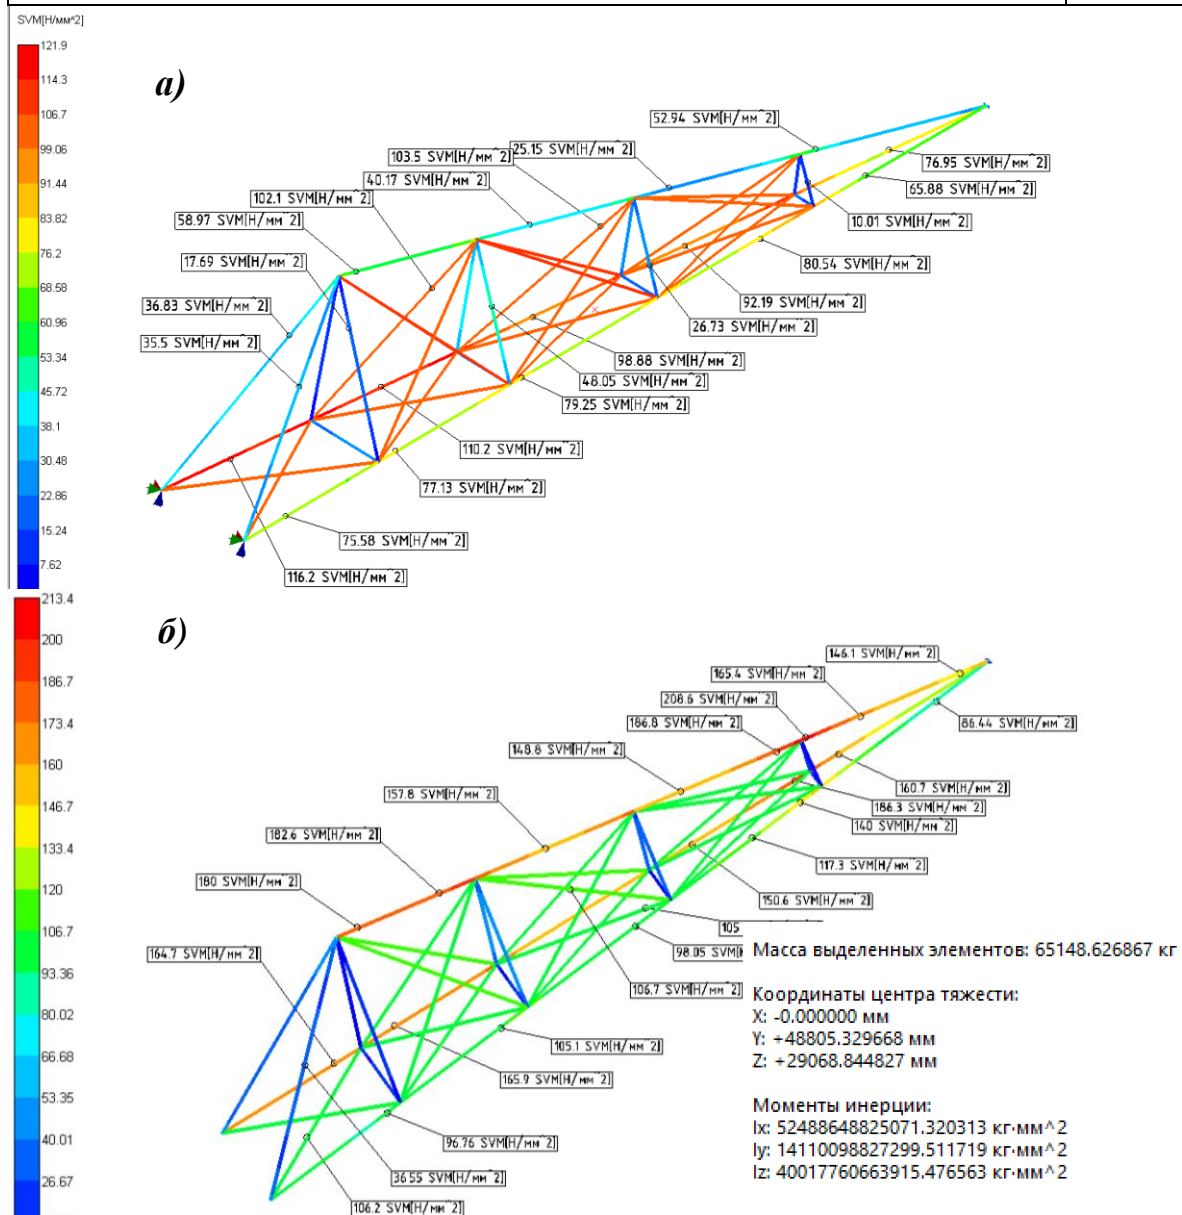 SVM[Н/мм^2]
121.9
114.3
106.7
99.06
91.44
83.82
76.2
68.58
60.96
53.34
45.72
38.1
30.48
22.86
15.24
7.62
а)
52.94 SVM[Н/мм^2]
25.15 SVM[Н/мм^2]
103.5 SVM[Н/мм^2]
40.17 SVM[Н/мм^2]
102.1 SVM[Н/мм^2]
58.97 SVM[Н/мм^2]
17.69 SVM[Н/мм^2]
36.83 SVM[Н/мм^2]
35.5 SVM[Н/мм^2]
76.95 SVM[Н/мм^2]
65.88 SVM[Н/мм^2]
10.01 SVM[Н/мм^2]
80.54 SVM[Н/мм^2]
92.19 SVM[Н/мм^2]
26.73 SVM[Н/мм^2]
98.88 SVM[Н/мм^2]
48.05 SVM[Н/мм^2]
79.25 SVM[Н/мм^2]
110.2 SVM[Н/мм^2]
77.13 SVM[Н/мм^2]
75.58 SVM[Н/мм^2]
116.2 SVM[Н/мм^2]
213.4
200
186.7
173.4
160
146.7
133.4
120
106.7
93.36
80.02
66.68
53.35
40.01
26.67
б)
146.1 SVM[Н/мм^2]
165.4 SVM[Н/мм^2]
208.6 SVM[Н/мм^2]
186.8 SVM[Н/мм^2]
148.8 SVM[Н/мм^2]
157.8 SVM[Н/мм^2]
182.6 SVM[Н/мм^2]
180 SVM[Н/мм^2]
164.7 SVM[Н/мм^2]
86.44 SVM[Н/мм^2]
160.7 SVM[Н/мм^2]
186.3 SVM[Н/мм^2]
140 SVM[Н/мм^2]
117.3 SVM[Н/мм^2]
150.6 SVM[Н/мм^2]
105
98.05 SVM[Н
106.7 SVM[Н/мм^2]
105.1 SVM[Н/мм^2]
165.9 SVM[Н/мм^2]
96.76 SVM[Н/мм^2]
36.55 SVM[Н/мм^2]
106.2 SVM[Н/мм^2]
Масса выделенных элементов: 65148.626867 кг
Координаты центра тяжести:
X: -0.000000 мм
Y: +48805.329668 мм
Z: +29068.844827 мм
Моменты инерции:
Ix: 52488648825071.320313 кг·мм^2
Iy: 14110098827299.511719 кг·мм^2
Iz: 40017760663915.476563 кг·мм^2